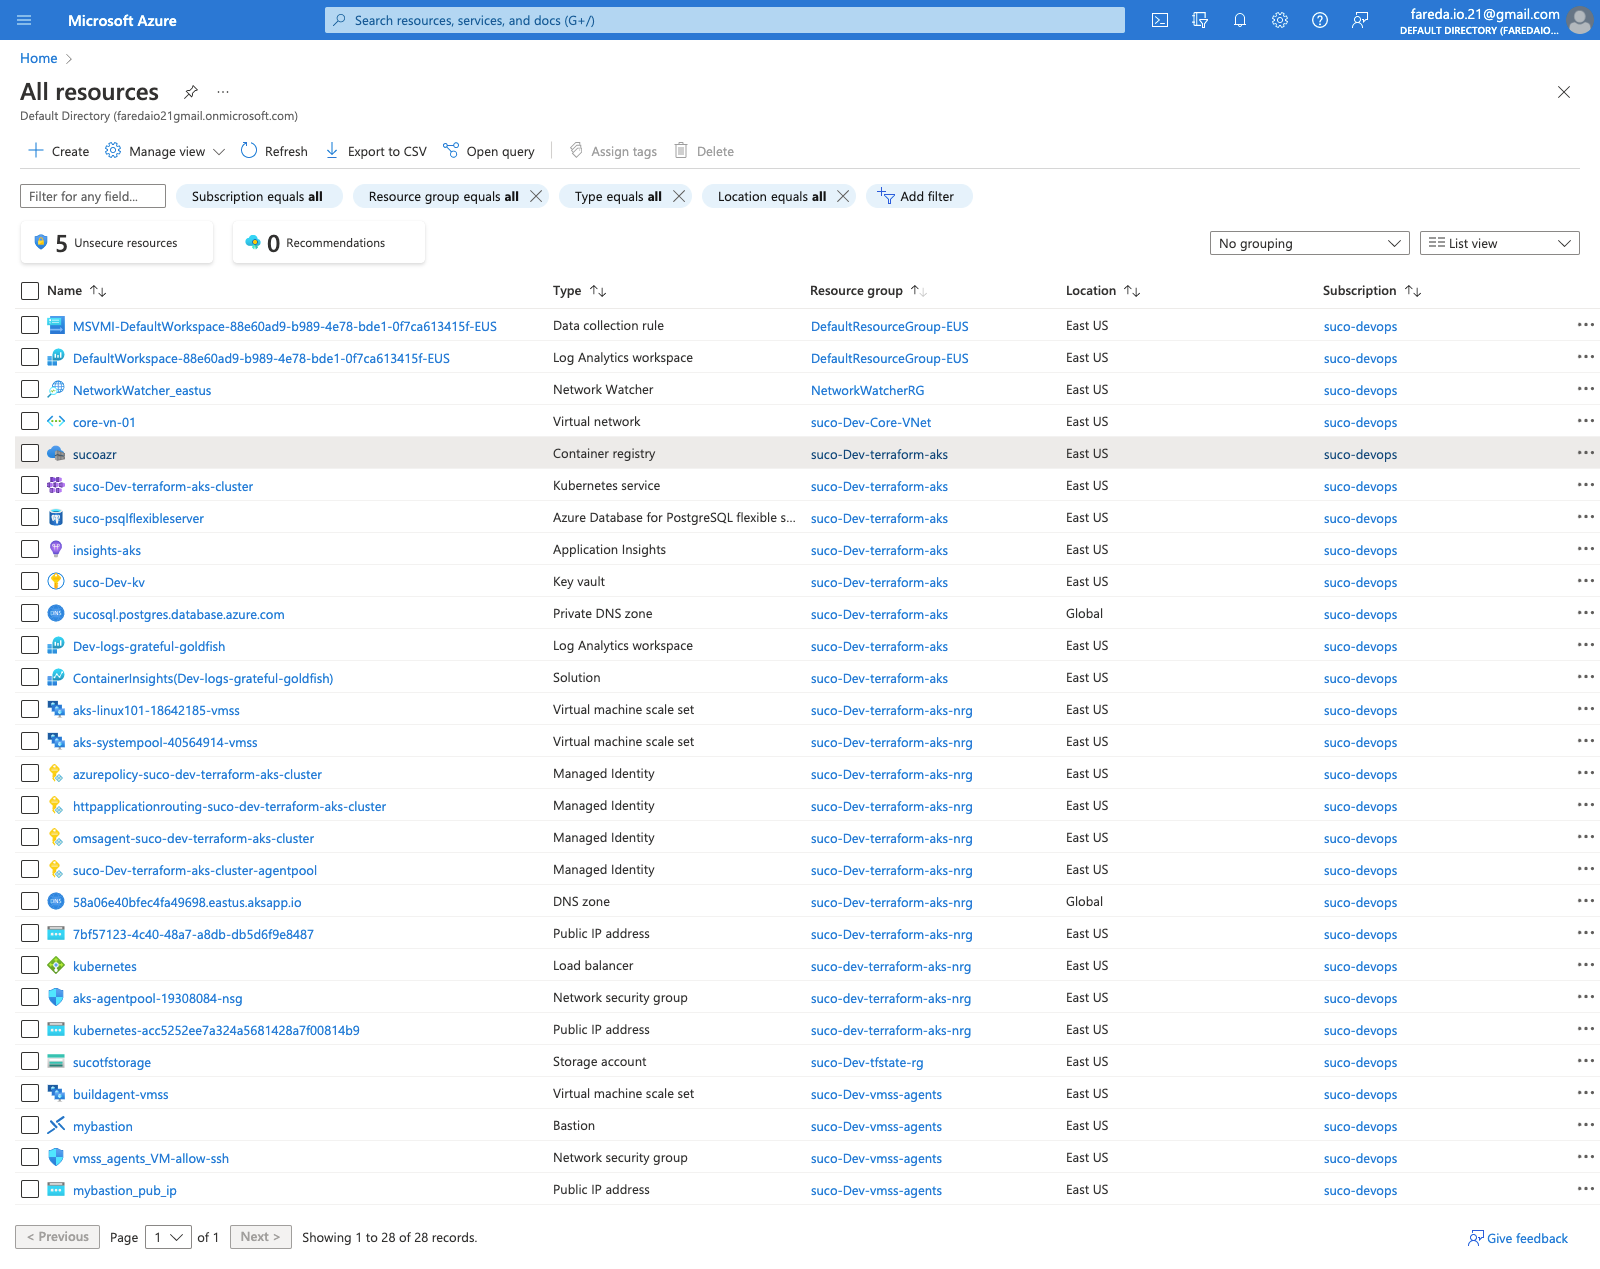 Microsoft Azure
Search resources, services, and docs (G+/)
fareda.io.21@gmail.com
DEFAULT DIRECTORY (FAREDAIO...
Home
All resources
Default Directory (faredaio21gmail.onmicrosoft.com)
Create Manage view Refresh Export to CSV Open query Assign tags Delete
Filter for any field... Subscription equals all Resource group equals all Type equals all Location equals all Add filter
5 Unsecure resources 0 Recommendations No grouping List view
Name Type Resource group Location Subscription
MSVMI-DefaultWorkspace-88e60ad9-b989-4e78-bde1-0f7ca613415f-EUS Data collection rule DefaultResourceGroup-EUS East US suco-devops
DefaultWorkspace-88e60ad9-b989-4e78-bde1-0f7ca613415f-EUS Log Analytics workspace DefaultResourceGroup-EUS East US suco-devops
NetworkWatcher_eastus Network Watcher NetworkWatcherRG East US suco-devops
core-vn-01 Virtual network suco-Dev-Core-VNet East US suco-devops
sucoazr Container registry suco-Dev-terraform-aks East US suco-devops
suco-Dev-terraform-aks-cluster Kubernetes service suco-Dev-terraform-aks East US suco-devops
suco-psqlflexibleserver Azure Database for PostgreSQL flexible s... suco-Dev-terraform-aks East US suco-devops
insights-aks Application Insights suco-Dev-terraform-aks East US suco-devops
suco-Dev-kv Key vault suco-Dev-terraform-aks East US suco-devops
sucosql.postgres.database.azure.com Private DNS zone suco-Dev-terraform-aks Global suco-devops
Dev-logs-grateful-goldfish Log Analytics workspace suco-Dev-terraform-aks East US suco-devops
ContainerInsights(Dev-logs-grateful-goldfish) Solution suco-Dev-terraform-aks East US suco-devops
aks-linux101-18642185-vmss Virtual machine scale set suco-Dev-terraform-aks-nrg East US suco-devops
aks-systempool-40564914-vmss Virtual machine scale set suco-Dev-terraform-aks-nrg East US suco-devops
azurepolicy-suco-dev-terraform-aks-cluster Managed Identity suco-Dev-terraform-aks-nrg East US suco-devops
httpapplicationrouting-suco-dev-terraform-aks-cluster Managed Identity suco-Dev-terraform-aks-nrg East US suco-devops
omsagent-suco-dev-terraform-aks-cluster Managed Identity suco-Dev-terraform-aks-nrg East US suco-devops
suco-Dev-terraform-aks-cluster-agentpool Managed Identity suco-Dev-terraform-aks-nrg East US suco-devops
58a06e40bfec4fa49698.eastus.aksapp.io DNS zone suco-Dev-terraform-aks-nrg Global suco-devops
7bf57123-4c40-48a7-a8db-db5d6f9e8487 Public IP address suco-Dev-terraform-aks-nrg East US suco-devops
kubernetes Load balancer suco-dev-terraform-aks-nrg East US suco-devops
aks-agentpool-19308084-nsg Network security group suco-dev-terraform-aks-nrg East US suco-devops
kubernetes-acc5252ee7a324a5681428a7f00814b9 Public IP address suco-dev-terraform-aks-nrg East US suco-devops
sucotfstorage Storage account suco-Dev-tfstate-rg East US suco-devops
buildagent-vmss Virtual machine scale set suco-Dev-vmss-agents East US suco-devops
mybastion Bastion suco-Dev-vmss-agents East US suco-devops
vmss_agents_VM-allow-ssh Network security group suco-Dev-vmss-agents East US suco-devops
mybastion_pub_ip Public IP address suco-Dev-vmss-agents East US suco-devops
< Previous Page 1 of 1 Next > Showing 1 to 28 of 28 records. Give feedback